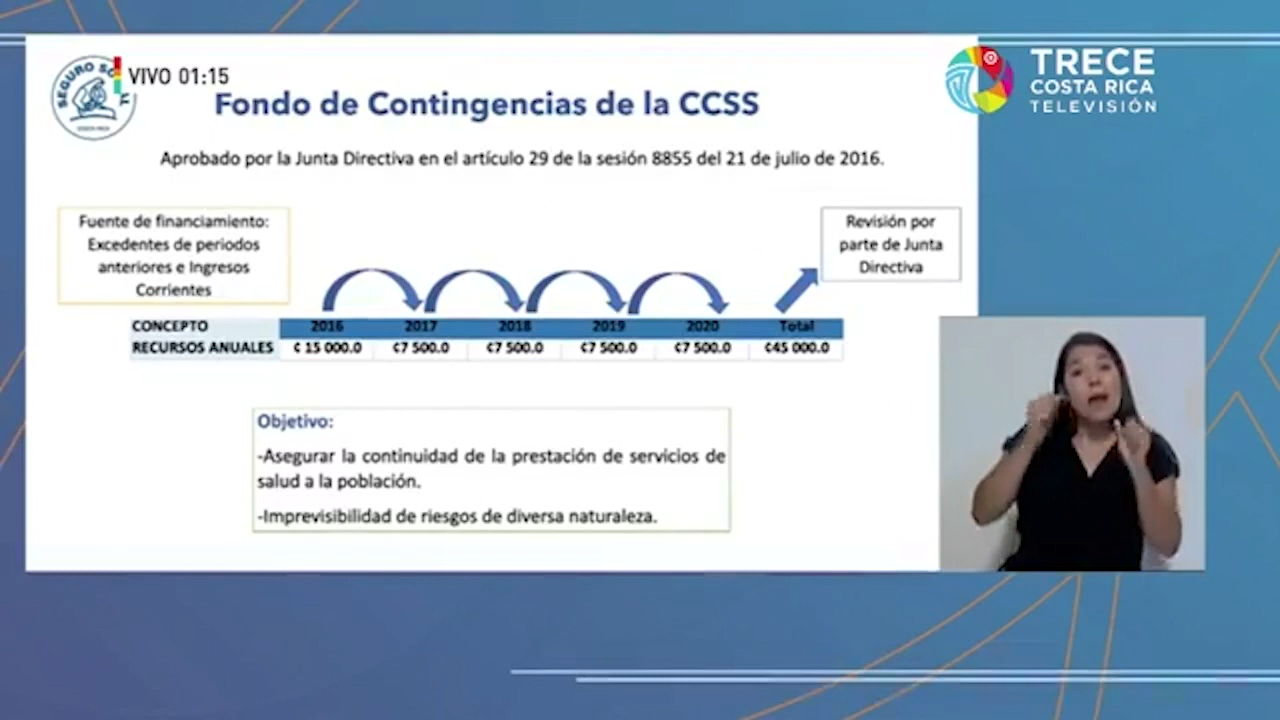 VIVO 01:15
SEGURO SO
COSTA RICA
Fondo de Contingencias de la CCSS
TRECE
COSTA RICA
TELEVISIÓN
Aprobado por la Junta Directiva en el artículo 29 de la sesión 8855 del 21 de julio de 2016.
Fuente de financiamiento:
Excedentes de periodos
anteriores e Ingresos
Corrientes
Revisión por
parte de Junta
Directiva
CONCEPTO 2016 2017 2018 2019 2020 Total
RECURSOS ANUALES ¢ 15 000.0 ¢7 500.0 ¢7 500.0 ¢7 500.0 ¢7 500.0 ¢45 000.0
Objetivo:
-Asegurar la continuidad de la prestación de servicios de
salud a la población.
-Imprevisibilidad de riesgos de diversa naturaleza.